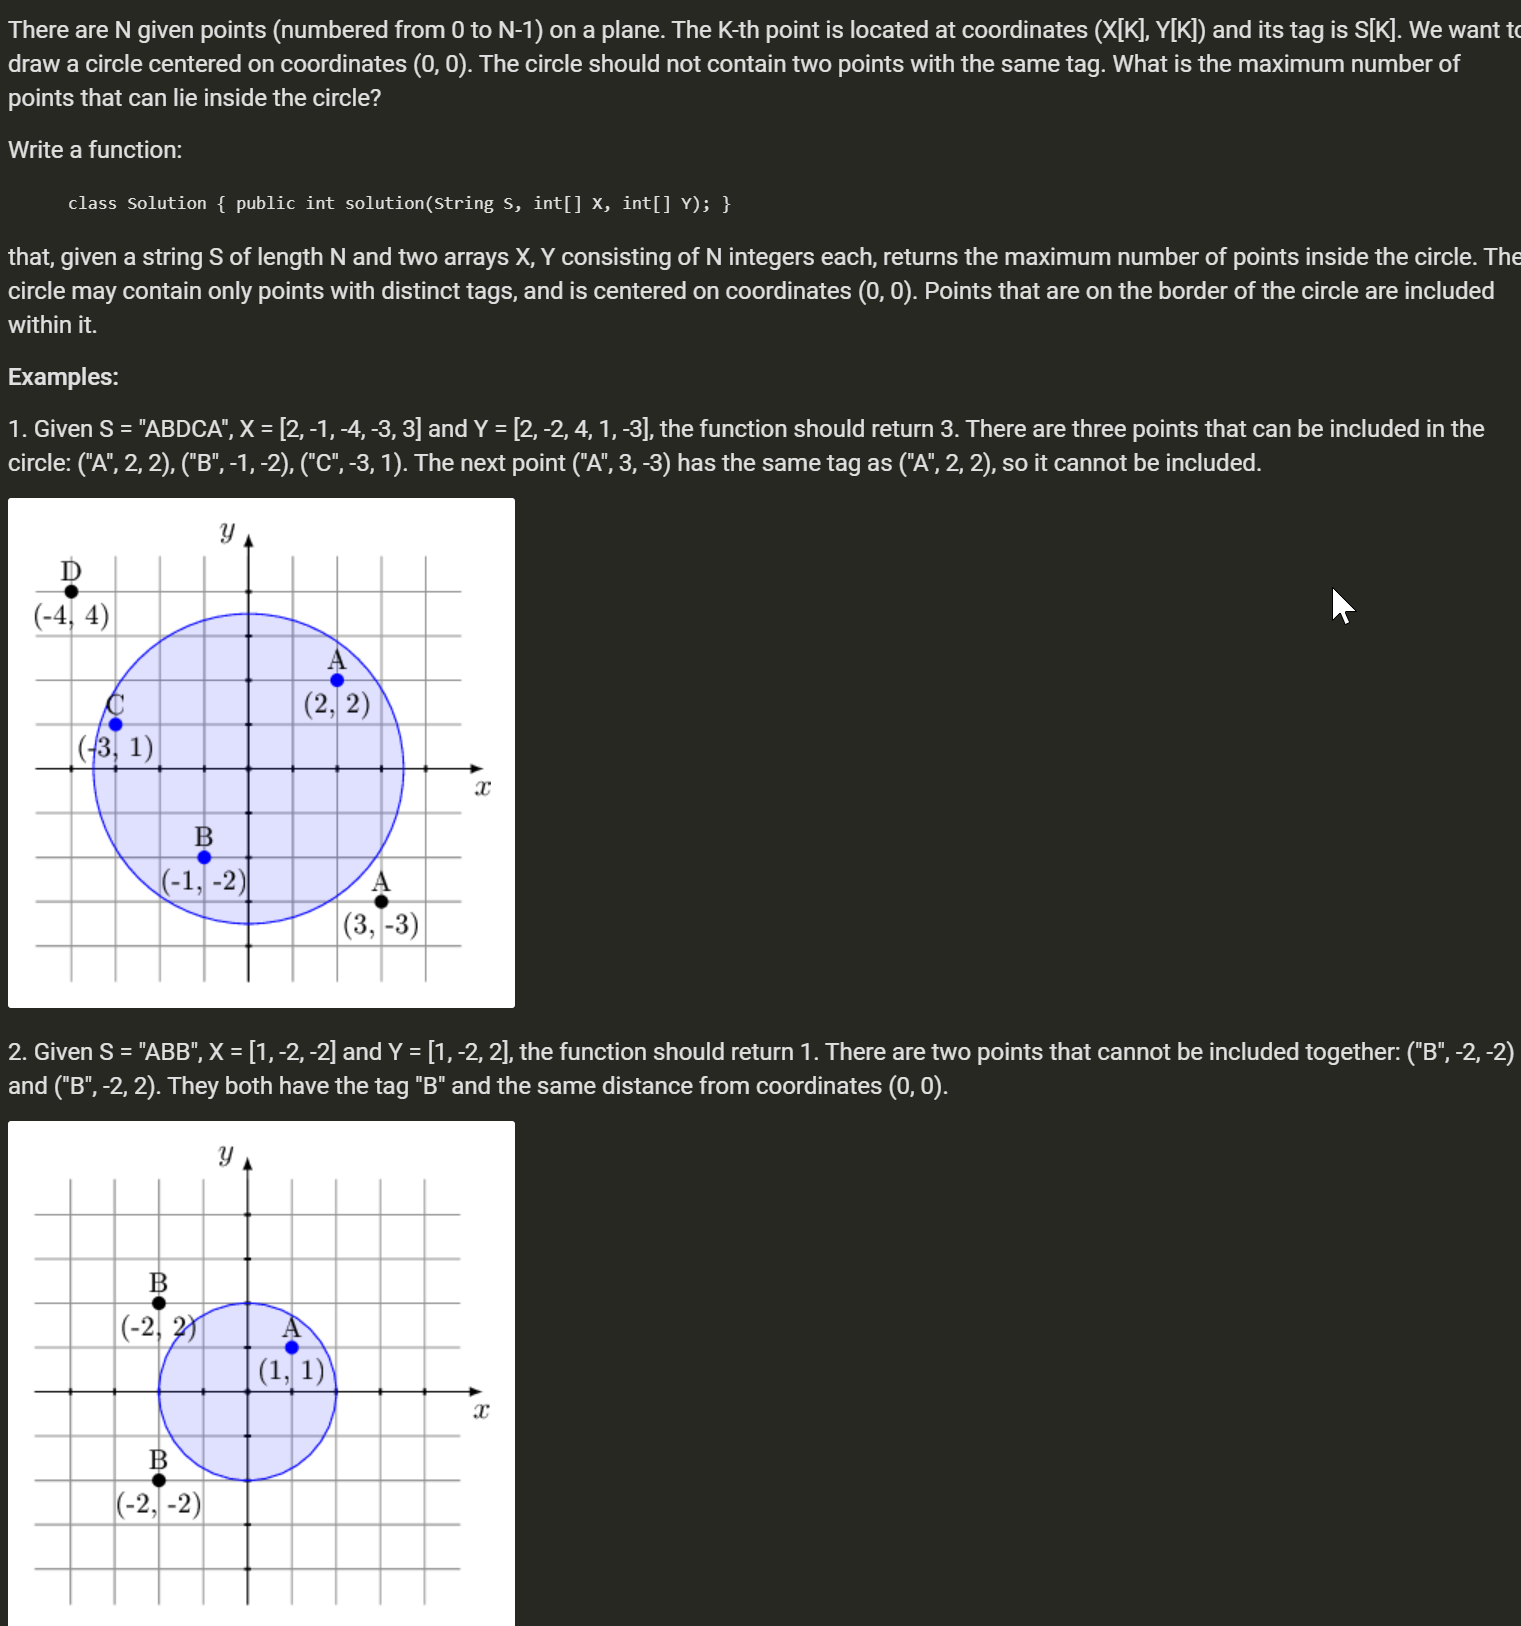 There are N given points (numbered from 0 to N-1) on a plane. The K-th point is located at coordinates (X[K], Y[K]) and its tag is S[K]. We want to
draw a circle centered on coordinates (0, 0). The circle should not contain two points with the same tag. What is the maximum number of
points that can lie inside the circle?
Write a function:
class Solution { public int solution(String S, int[] X, int[] Y); }
that, given a string S of length N and two arrays X, Y consisting of N integers each, returns the maximum number of points inside the circle. The
circle may contain only points with distinct tags, and is centered on coordinates (0, 0). Points that are on the border of the circle are included
within it.
Examples:
1. Given S = "ABDCA", X = [2, -1, -4, -3, 3] and Y = [2, -2, 4, 1, -3], the function should return 3. There are three points that can be included in the
circle: ("A", 2, 2), ("B", -1, -2), ("C", -3, 1). The next point ("A", 3, -3) has the same tag as ("A", 2, 2), so it cannot be included.
y
D
(-4, 4)
A
(2, 2)
C
(-3, 1)
x
B
(-1, -2)
A
(3, -3)
2. Given S = "ABB", X = [1, -2, -2] and Y = [1, -2, 2], the function should return 1. There are two points that cannot be included together: ("B", -2, -2)
and ("B", -2, 2). They both have the tag "B" and the same distance from coordinates (0, 0).
y
B
(-2, 2)
A
(1, 1)
x
B
(-2, -2)